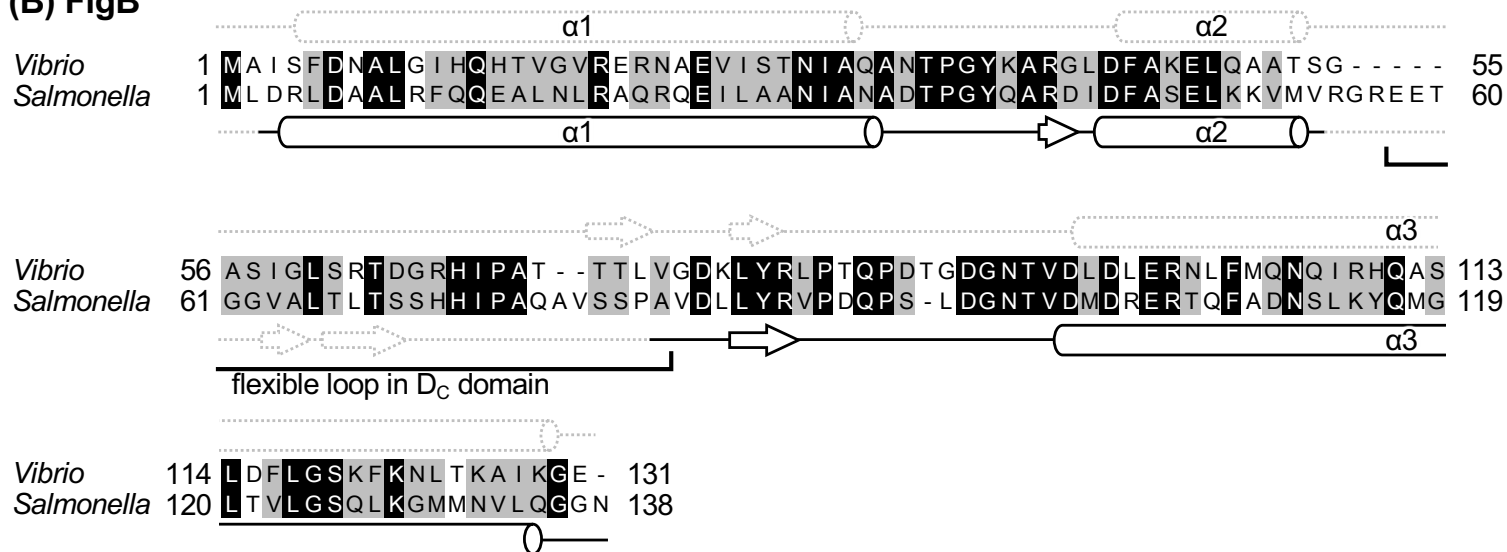 (B) FlgB
α1 α2
Vibrio 1 MAISFDNALGIHQHTVGVRERNAEVISTNIAQANTPGYKARGLDFAKELQAATSG----- 55
Salmonella 1 MLDRLDAALRFQQEALNLRAQRQEILAANIANADTPGYQARDIDFASELKKVMVRGREET 60
α1 α2
α3
Vibrio 56 ASIGLSRTDGRHIPAT--TTLVGDKLYRLPTQPDTGDGNTVDLDLERNLFMQNQIRHQAS 113
Salmonella 61 GGVALTLTSSHHIPAQAVSSPAVDLLYRVPDQPS-LDGNTVDMDRERTQFADNSLKYQMG 119
α3
flexible loop in DC domain
Vibrio 114 LDFLGSKFKNLTKAIKGE- 131
Salmonella 120 LTVLGSQLKGMMNVLQGGN 138